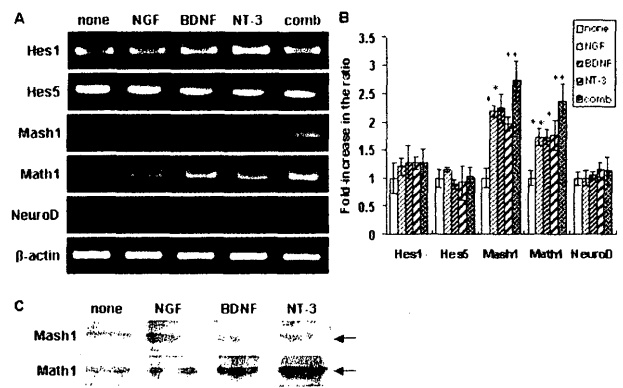 A
none NGF BDNF NT-3 comb
Hes1
Hes5
Mash1
Math1
NeuroD
β-actin
B
Fold-increase in the ratio
3.5
3
2.5
2
1.5
1
0.5
0
* * * * * * * * *
Hes1 Hes5 Mash1 Math1 NeuroD
none
NGF
BDNF
NT-3
comb
C
none NGF BDNF NT-3
Mash1
Math1